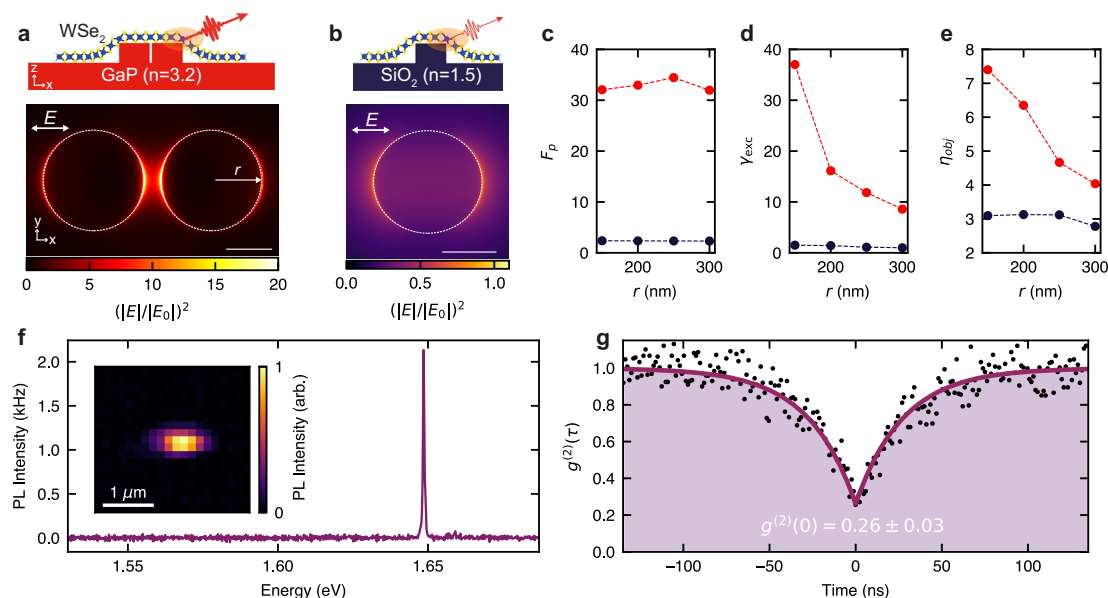 a
WSe₂
GaP (n=3.2)
z
x
E
r
y
x
0 5 10 15 20
(|E|/|E₀|)²
b
SiO₂ (n=1.5)
E
0.0 0.5 1.0
(|E|/|E₀|)²
c
40
30
20
10
0
Fₚ
200 300
r (nm)
d
40
30
20
10
0
γexc
200 300
r (nm)
e
8
7
6
5
4
3
2
ηobj
200 300
r (nm)
f
2.0
1.5
1.0
0.5
0.0
PL Intensity (kHz)
1 μm
1
0
PL Intensity (arb.)
1.55 1.60 1.65
Energy (eV)
g
1.0
0.8
0.6
0.4
0.2
0.0
g⁽²⁾(τ)
g⁽²⁾(0) = 0.26 ± 0.03
−100 −50 0 50 100
Time (ns)